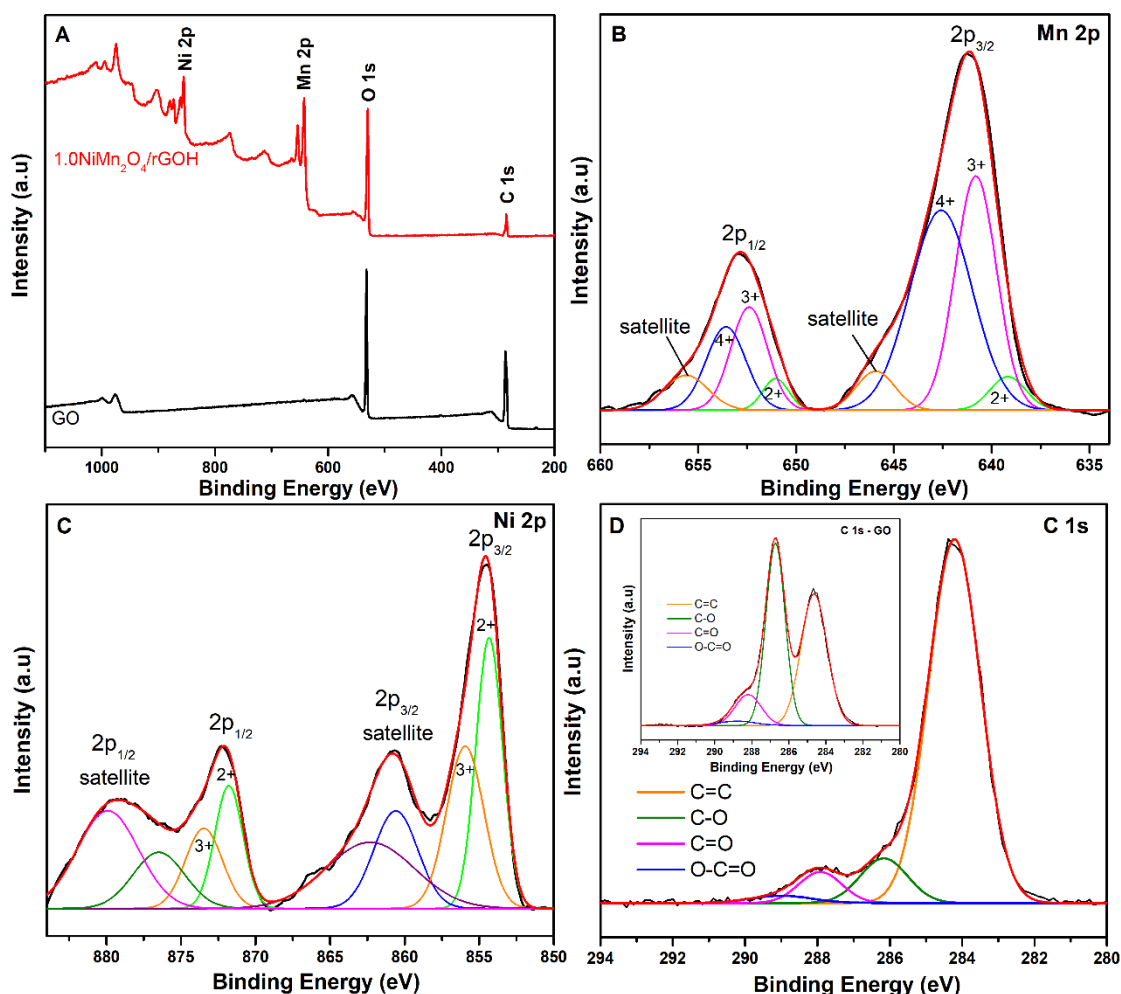 A
Ni 2p
Mn 2p
O 1s
C 1s
1.0NiMn₂O₄/rGOH
GO
Intensity (a.u)
1000 800 600 400 200
Binding Energy (eV)
B
Mn 2p
2p₃/₂
3+
4+
2p₁/₂
3+
satellite
satellite
4+
2+
2+
Intensity (a.u)
660 655 650 645 640 635
Binding Energy (eV)
C
Ni 2p
2p₃/₂
2+
2p₃/₂
satellite
2p₁/₂
2p₁/₂
satellite
2+
3+
3+
Intensity (a.u)
880 875 870 865 860 855 850
Binding Energy (eV)
D
C 1s
C 1s - GO
C=C
C-O
C=O
O-C=O
Intensity (a.u)
294 292 290 288 286 284 282 280
Binding Energy (eV)
C=C
C-O
C=O
O-C=O
Intensity (a.u)
294 292 290 288 286 284 282 280
Binding Energy (eV)